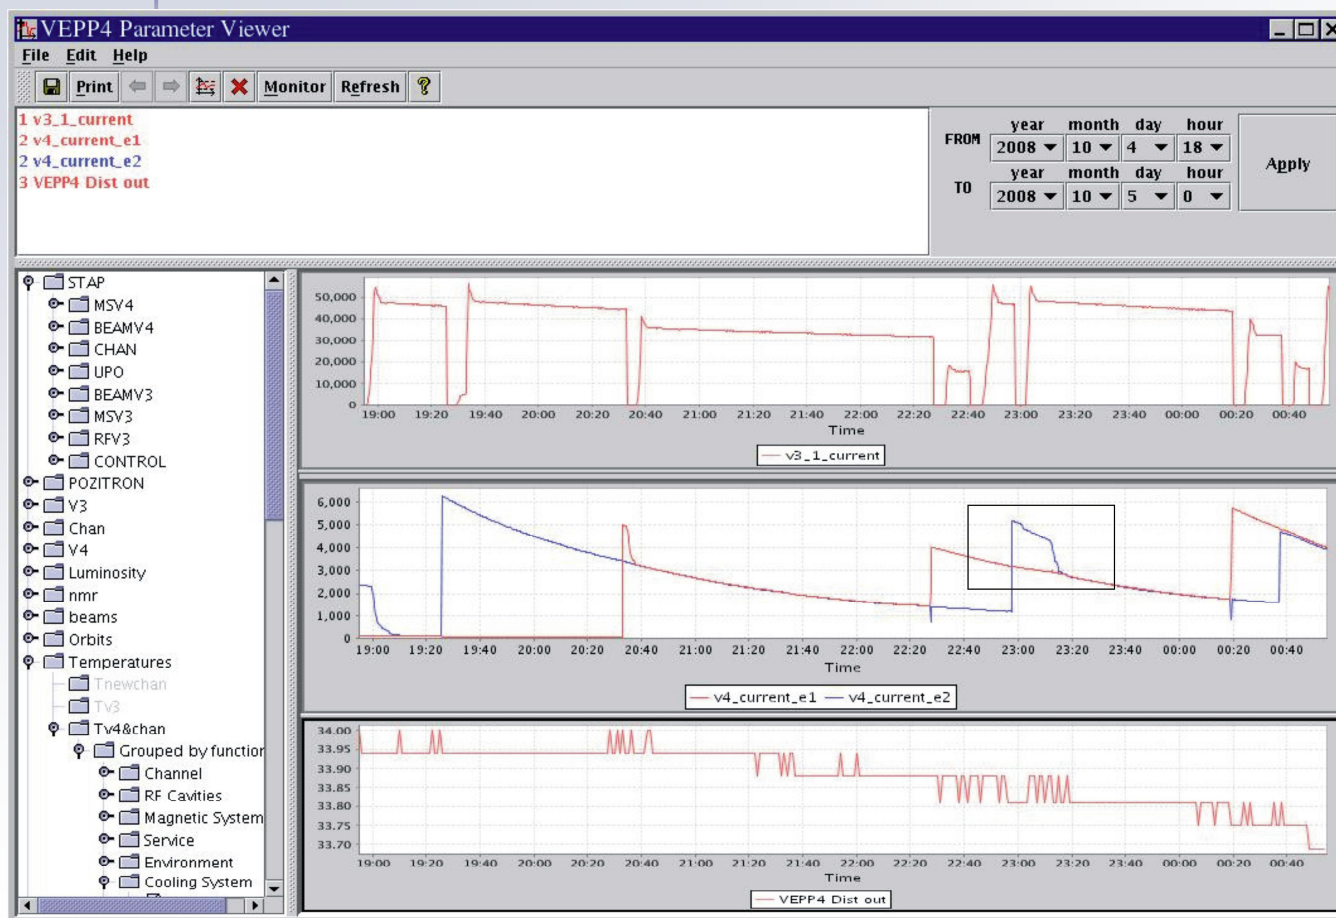 VEPP4 Parameter Viewer
File Edit Help
Print Monitor Refresh ?
1 v3_1_current
2 v4_current_e1
2 v4_current_e2
3 VEPP4 Dist out
year month day hour
FROM 2008 10 4 18
year month day hour
TO 2008 10 5 0
Apply
STAP
MSV4
BEAMV4
CHAN
UPO
BEAMV3
MSV3
RFV3
CONTROL
POZITRON
V3
Chan
V4
Luminosity
nmr
beams
Orbits
Temperatures
Tnewchan
Tv3
Tv4&chan
Grouped by function
Channel
RF Cavities
Magnetic System
Service
Environment
Cooling System
50,000
40,000
30,000
20,000
10,000
0
19:00 19:20 19:40 20:00 20:20 20:40 21:00 21:20 21:40 22:00 22:20 22:40 23:00 23:20 23:40 00:00 00:20 00:40
Time
v3_1_current
6,000
5,000
4,000
3,000
2,000
1,000
0
19:00 19:20 19:40 20:00 20:20 20:40 21:00 21:20 21:40 22:00 22:20 22:40 23:00 23:20 23:40 00:00 00:20 00:40
Time
v4_current_e1 v4_current_e2
34.00
33.95
33.90
33.85
33.80
33.75
33.70
19:00 19:20 19:40 20:00 20:20 20:40 21:00 21:20 21:40 22:00 22:20 22:40 23:00 23:20 23:40 00:00 00:20 00:40
Time
VEPP4 Dist out